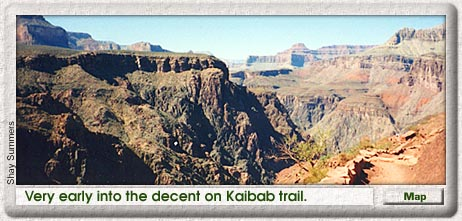 Shay Summers
Very early into the decent on Kaibab trail.
Map